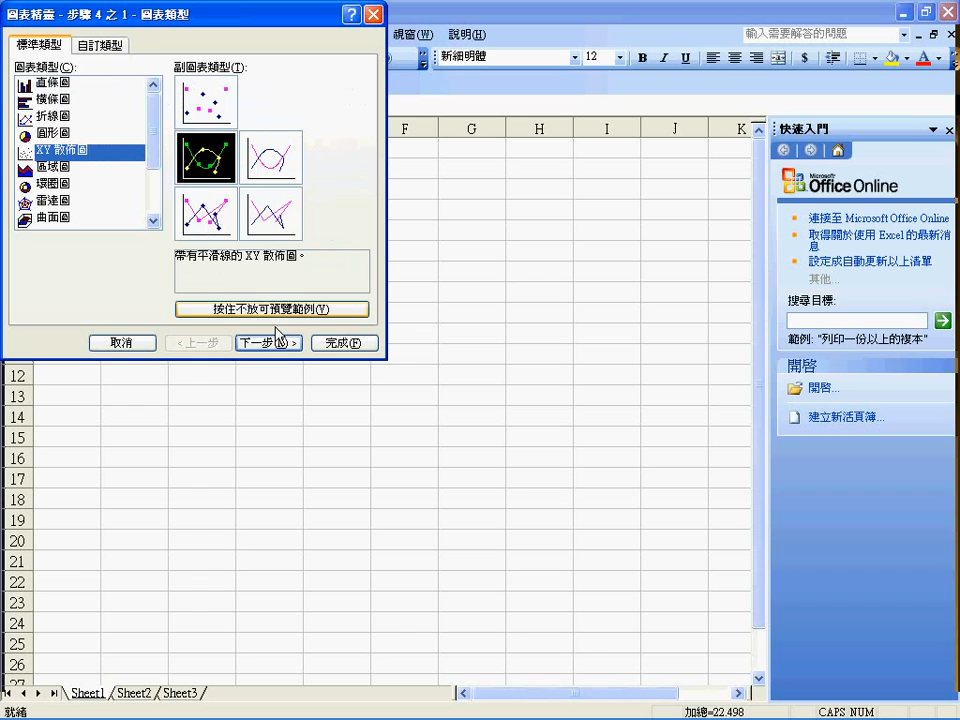 圖表精靈 - 步驟 4 之 1 - 圖表類型
標準類型
自訂類型
圖表類型(C):
直條圖
橫條圖
折線圖
圓形圖
XY 散佈圖
區域圖
環圈圖
雷達圖
曲面圖
副圖表類型(T):
帶有平滑線的 XY 散佈圖。
按住不放可預覽範例(V)
取消
<上一步
下一步(N) >
完成(F)
視窗(W)
說明(H)
輸入需要解答的問題
新細明體
12
B I U
$
F G H I J K
12
13
14
15
16
17
18
19
20
21
22
23
24
25
26
27
Sheet1
Sheet2
Sheet3
就緒
加總=22.498
CAPS NUM
快速入門
Microsoft
Office Online
連接至 Microsoft Office Online
取得關於使用 Excel 的最新消
息
設定成自動更新以上清單
其他...
搜尋目標:
範例: "列印一份以上的複本"
開啓
開啓...
建立新活頁簿...